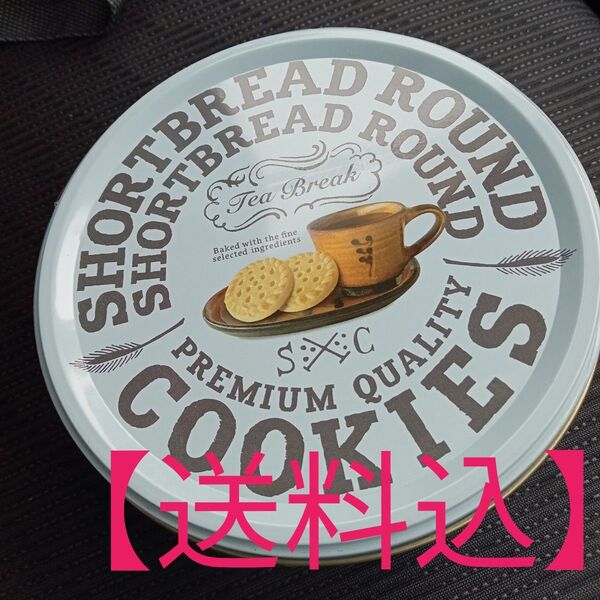 SHORTBREAD ROUND
SHORTBREAD ROUND
Tea Break
Baked with the fine
selected ingredients
S C
PREMIUM QUALITY
COOKIES
【送料込】